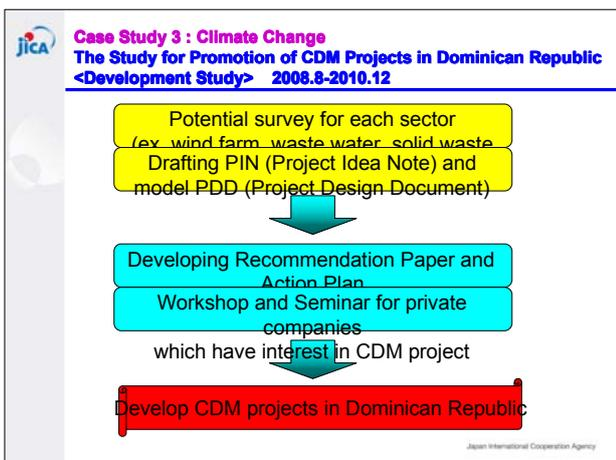 jica
Case Study 3 : Climate Change
The Study for Promotion of CDM Projects in Dominican Republic
<Development Study> 2008.8-2010.12
Potential survey for each sector
(ex. wind farm, waste water, solid waste
Drafting PIN (Project Idea Note) and
model PDD (Project Design Document)
Developing Recommendation Paper and
Action Plan
Workshop and Seminar for private
companies
which have interest in CDM project
Develop CDM projects in Dominican Republic
Japan International Cooperation Agency